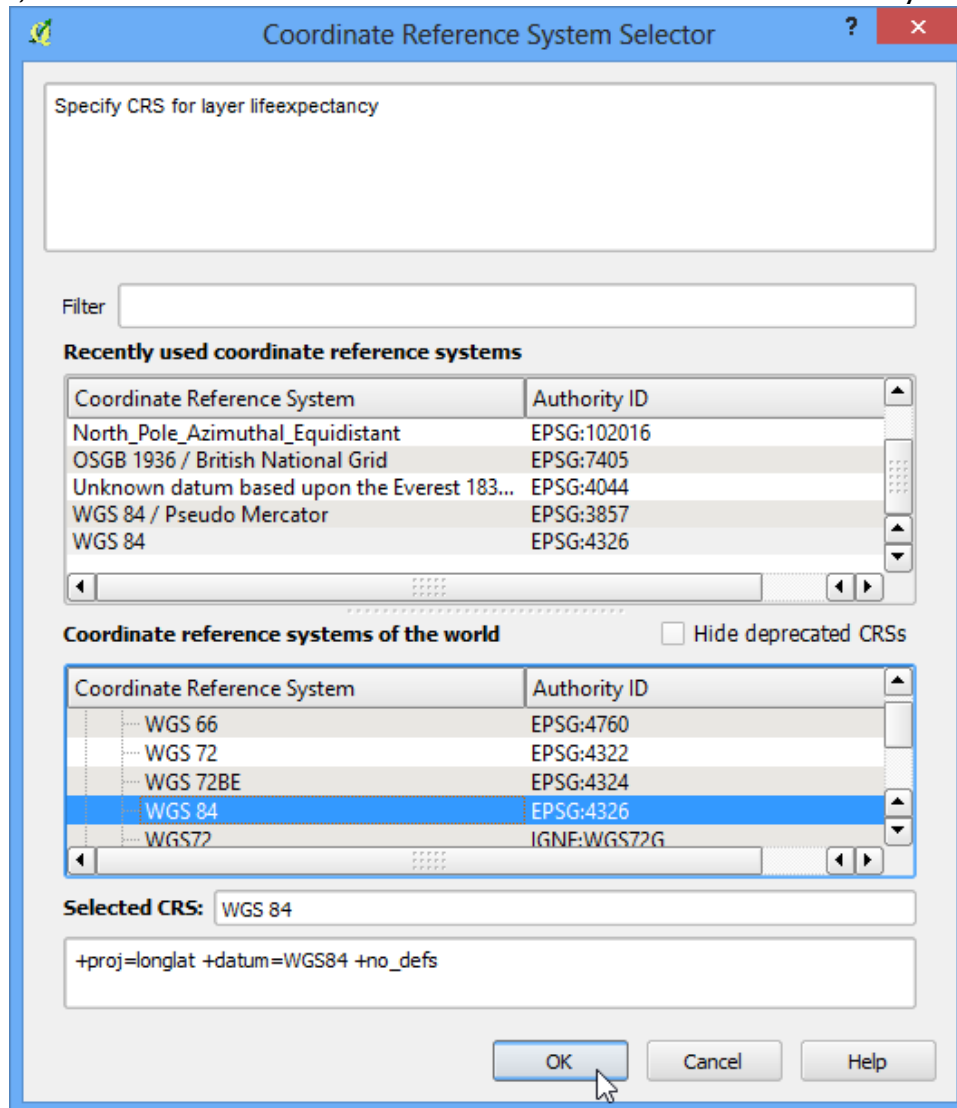 Coordinate Reference System Selector ? ×
Specify CRS for layer lifeexpectancy
Filter
Recently used coordinate reference systems
Coordinate Reference System Authority ID
North_Pole_Azimuthal_Equidistant EPSG:102016
OSGB 1936 / British National Grid EPSG:7405
Unknown datum based upon the Everest 183... EPSG:4044
WGS 84 / Pseudo Mercator EPSG:3857
WGS 84 EPSG:4326
Coordinate reference systems of the world Hide deprecated CRSs
Coordinate Reference System Authority ID
WGS 66 EPSG:4760
WGS 72 EPSG:4322
WGS 72BE EPSG:4324
WGS 84 EPSG:4326
WGS72 IGNF:WGS72G
Selected CRS: WGS 84
+proj=longlat +datum=WGS84 +no_defs
OK Cancel Help